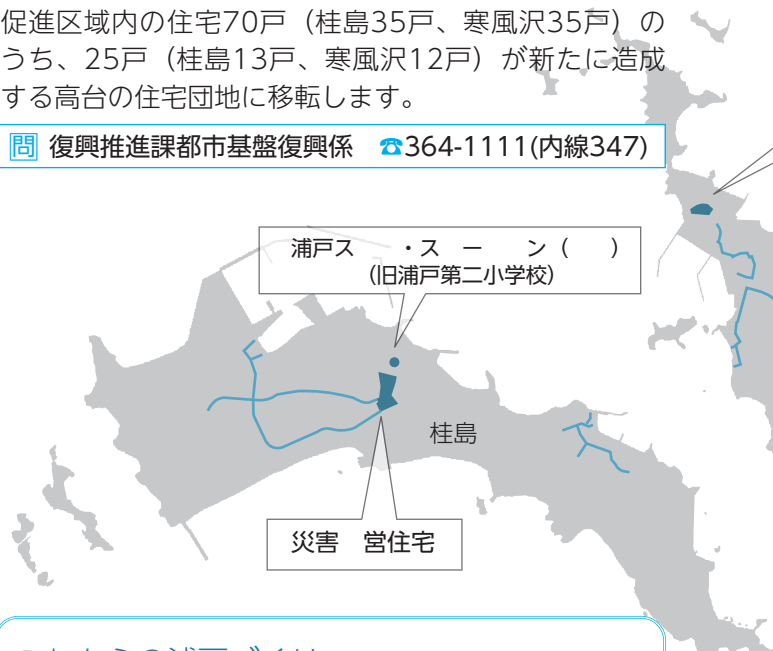 促進区域内の住宅70戸（桂島35戸、寒風沢35戸）の
うち、25戸（桂島13戸、寒風沢12戸）が新たに造成
する高台の住宅団地に移転します。
問 復興推進課都市基盤復興係 ☎364-1111(内線347)
浦戸ス ・ス ー ン ( )
(旧浦戸第二小学校)
桂島
災害 営住宅